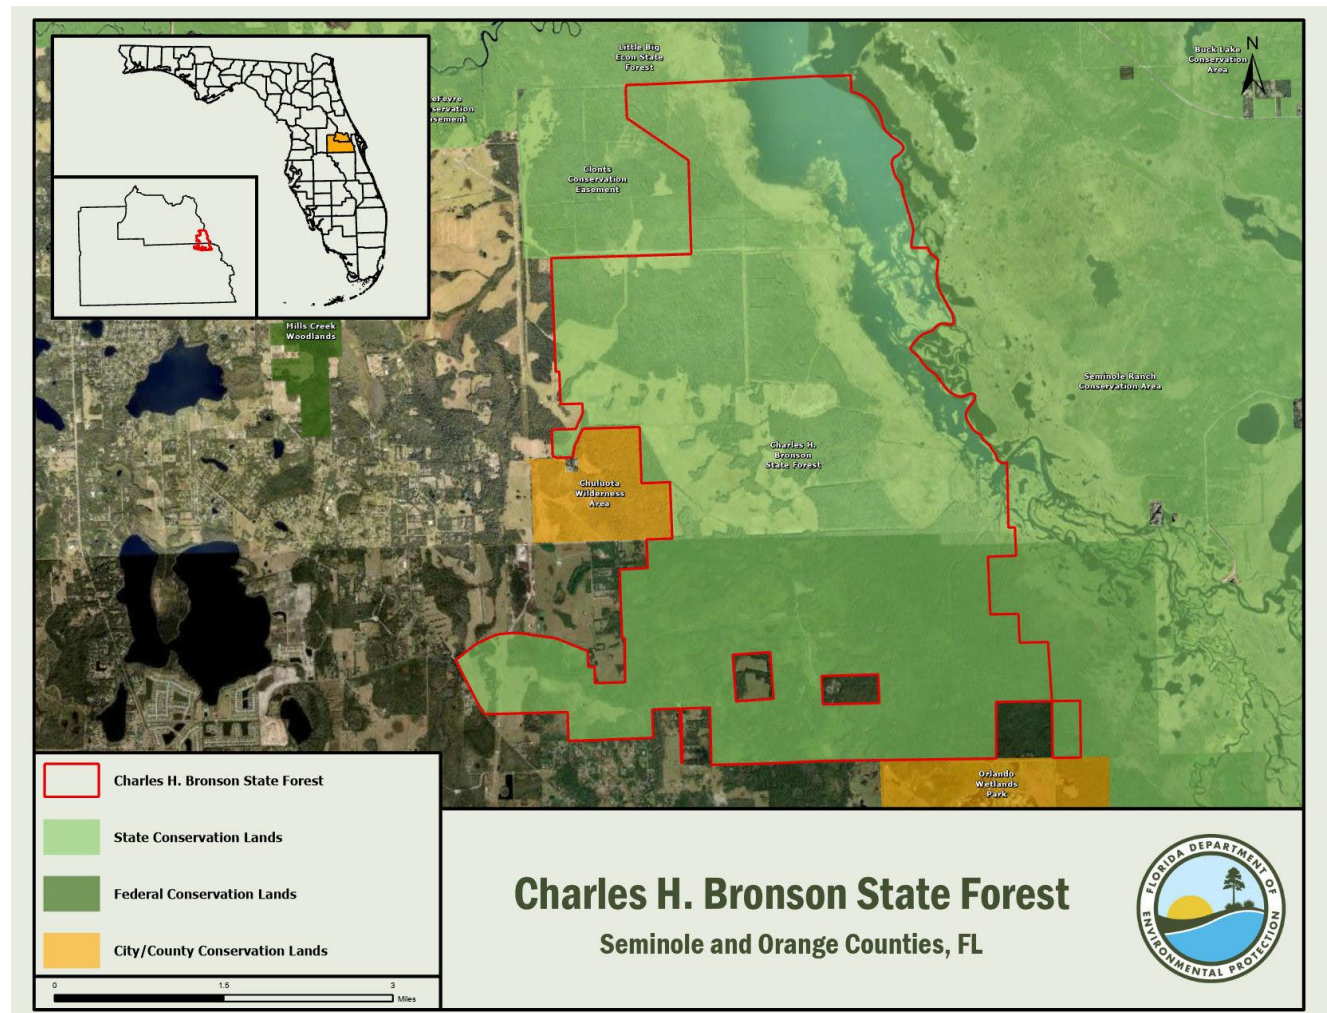 Little Big
Econ State
Forest
Buck Lake
Conservation
Area
N
Clonts
Conservation
Easement
Mills Creek
Woodlands
Seminole Ranch
Conservation Area
Charles H.
Bronson
State Forest
Chuluota
Wilderness
Area
Orlando
Wetlands
Park
Charles H. Bronson State Forest
State Conservation Lands
Federal Conservation Lands
City/County Conservation Lands
0 1.5 3
Miles
Charles H. Bronson State Forest
Seminole and Orange Counties, FL
FLORIDA DEPARTMENT OF
ENVIRONMENTAL PROTECTION